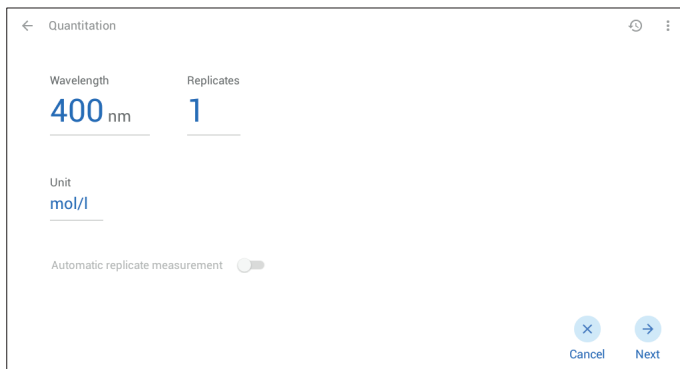 Quantitation
Wavelength
Replicates
400 nm
1
Unit
mol/l
Automatic replicate measurement
Cancel
Next